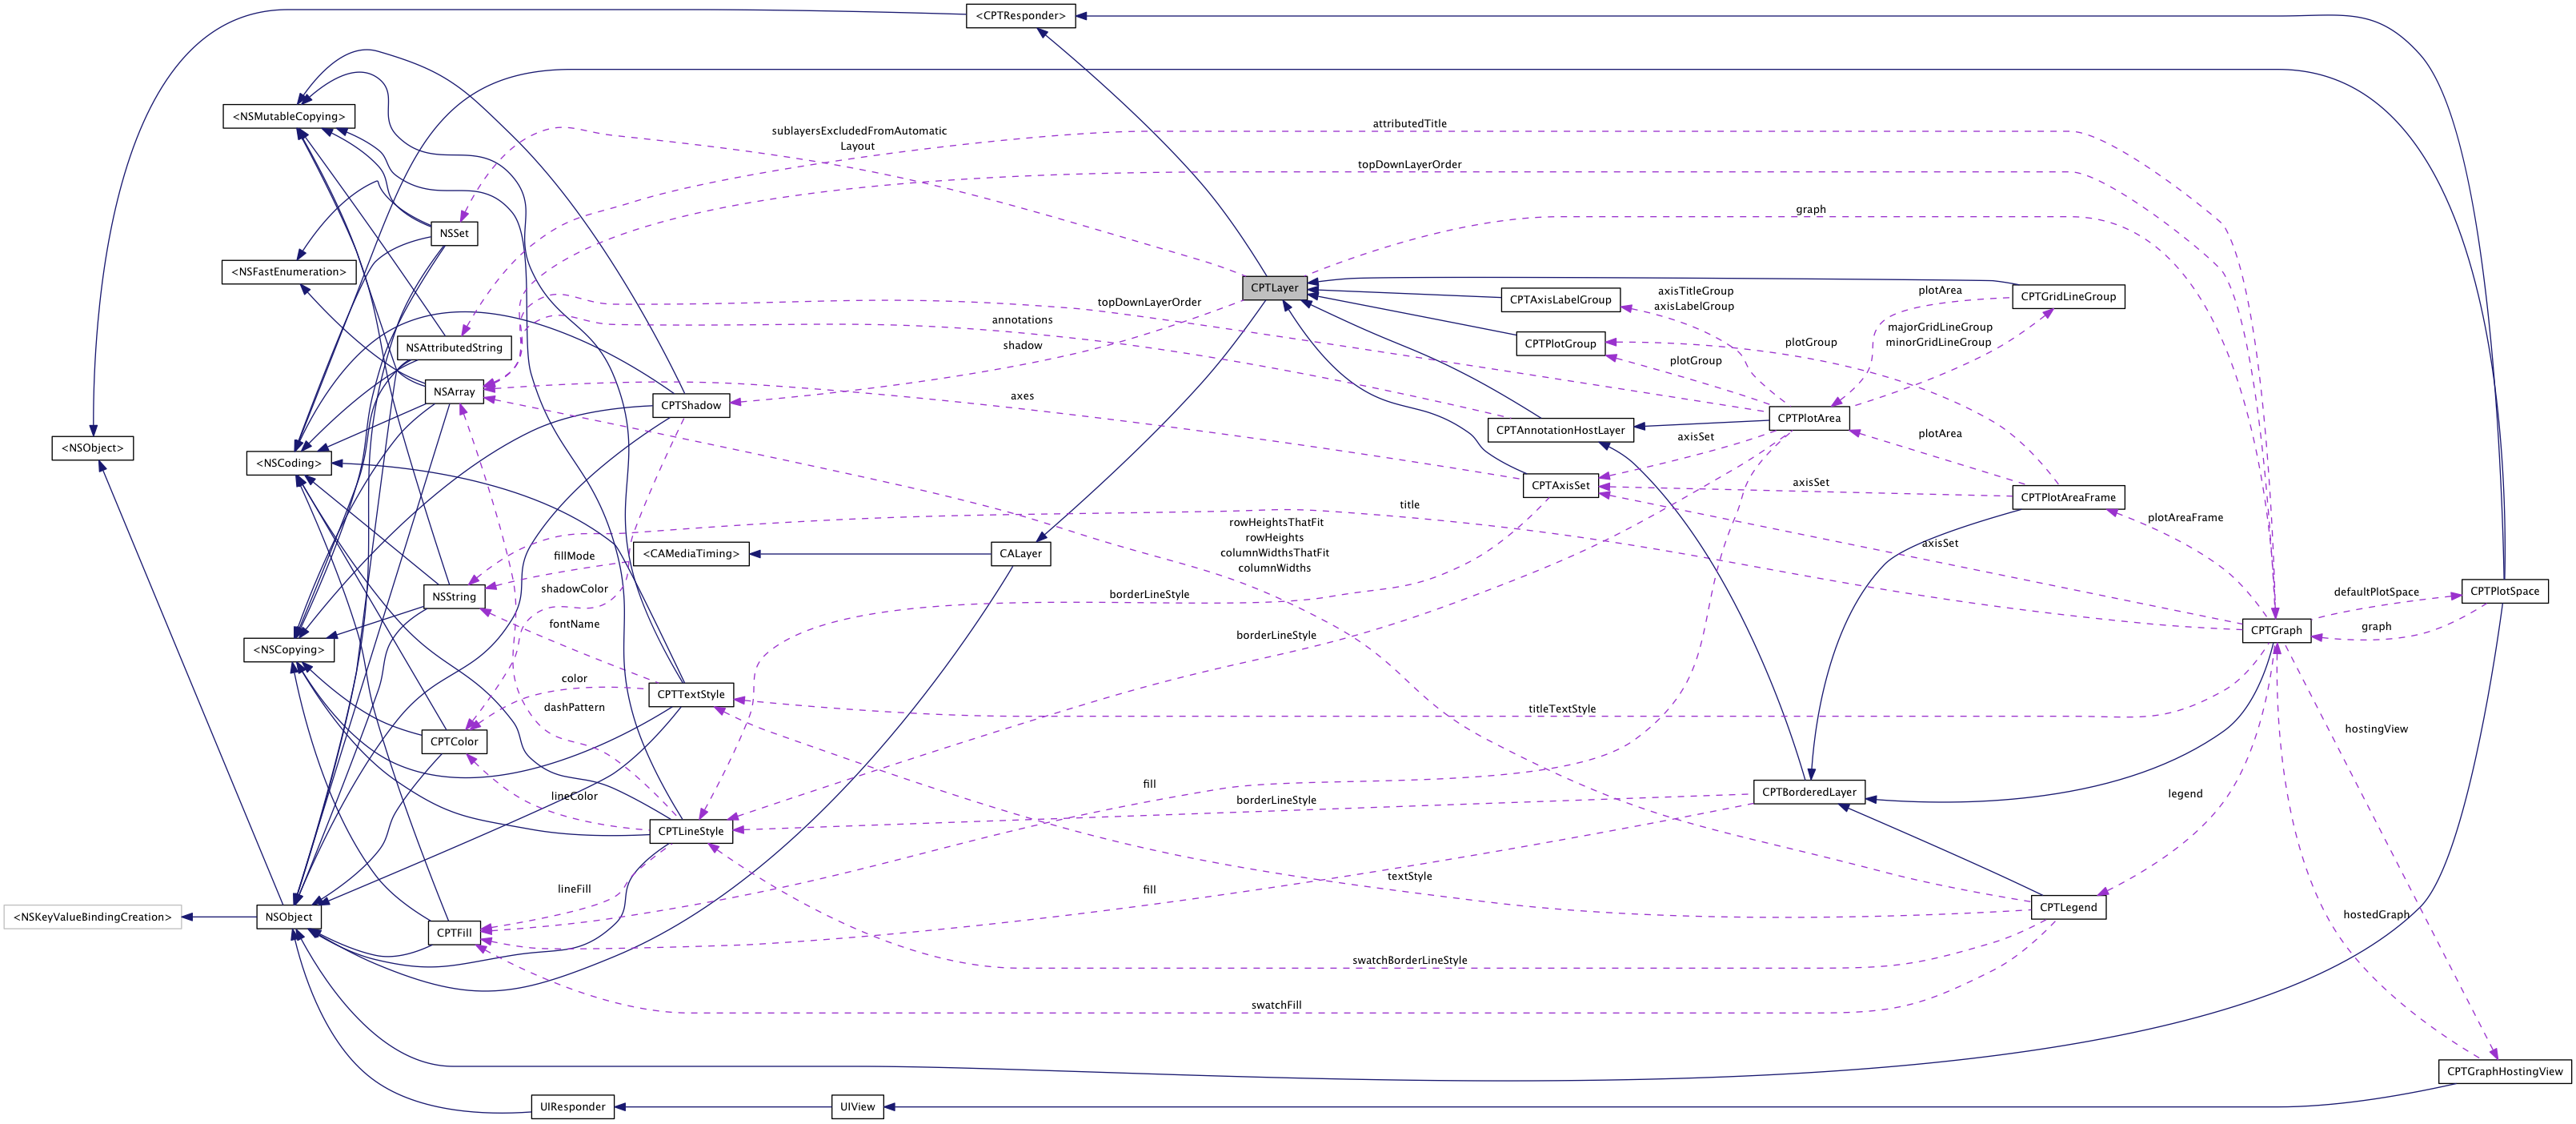 <CPTResponder>
<NSMutableCopying>
sublayersExcludedFromAutomatic
Layout
attributedTitle
topDownLayerOrder
graph
NSSet
<NSFastEnumeration>
CPTLayer
CPTAxisLabelGroup
axisTitleGroup
axisLabelGroup
plotArea
CPTGridLineGroup
topDownLayerOrder
annotations
shadow
majorGridLineGroup
minorGridLineGroup
plotGroup
CPTPlotGroup
plotGroup
NSAttributedString
NSArray
CPTShadow
axes
CPTPlotArea
CPTAnnotationHostLayer
axisSet
plotArea
<NSObject>
<NSCoding>
CPTAxisSet
axisSet
CPTPlotAreaFrame
title
plotAreaFrame
rowHeightsThatFit
rowHeights
columnWidthsThatFit
columnWidths
axisSet
fillMode
<CAMediaTiming>
CALayer
shadowColor
NSString
borderLineStyle
defaultPlotSpace
CPTPlotSpace
fontName
borderLineStyle
CPTGraph
graph
<NSCopying>
color
CPTTextStyle
dashPattern
titleTextStyle
hostingView
CPTColor
lineColor
fill
borderLineStyle
CPTBorderedLayer
legend
CPTLineStyle
textStyle
lineFill
fill
CPTLegend
hostedGraph
<NSKeyValueBindingCreation>
NSObject
CPTFill
swatchBorderLineStyle
swatchFill
CPTGraphHostingView
UIResponder
UIView